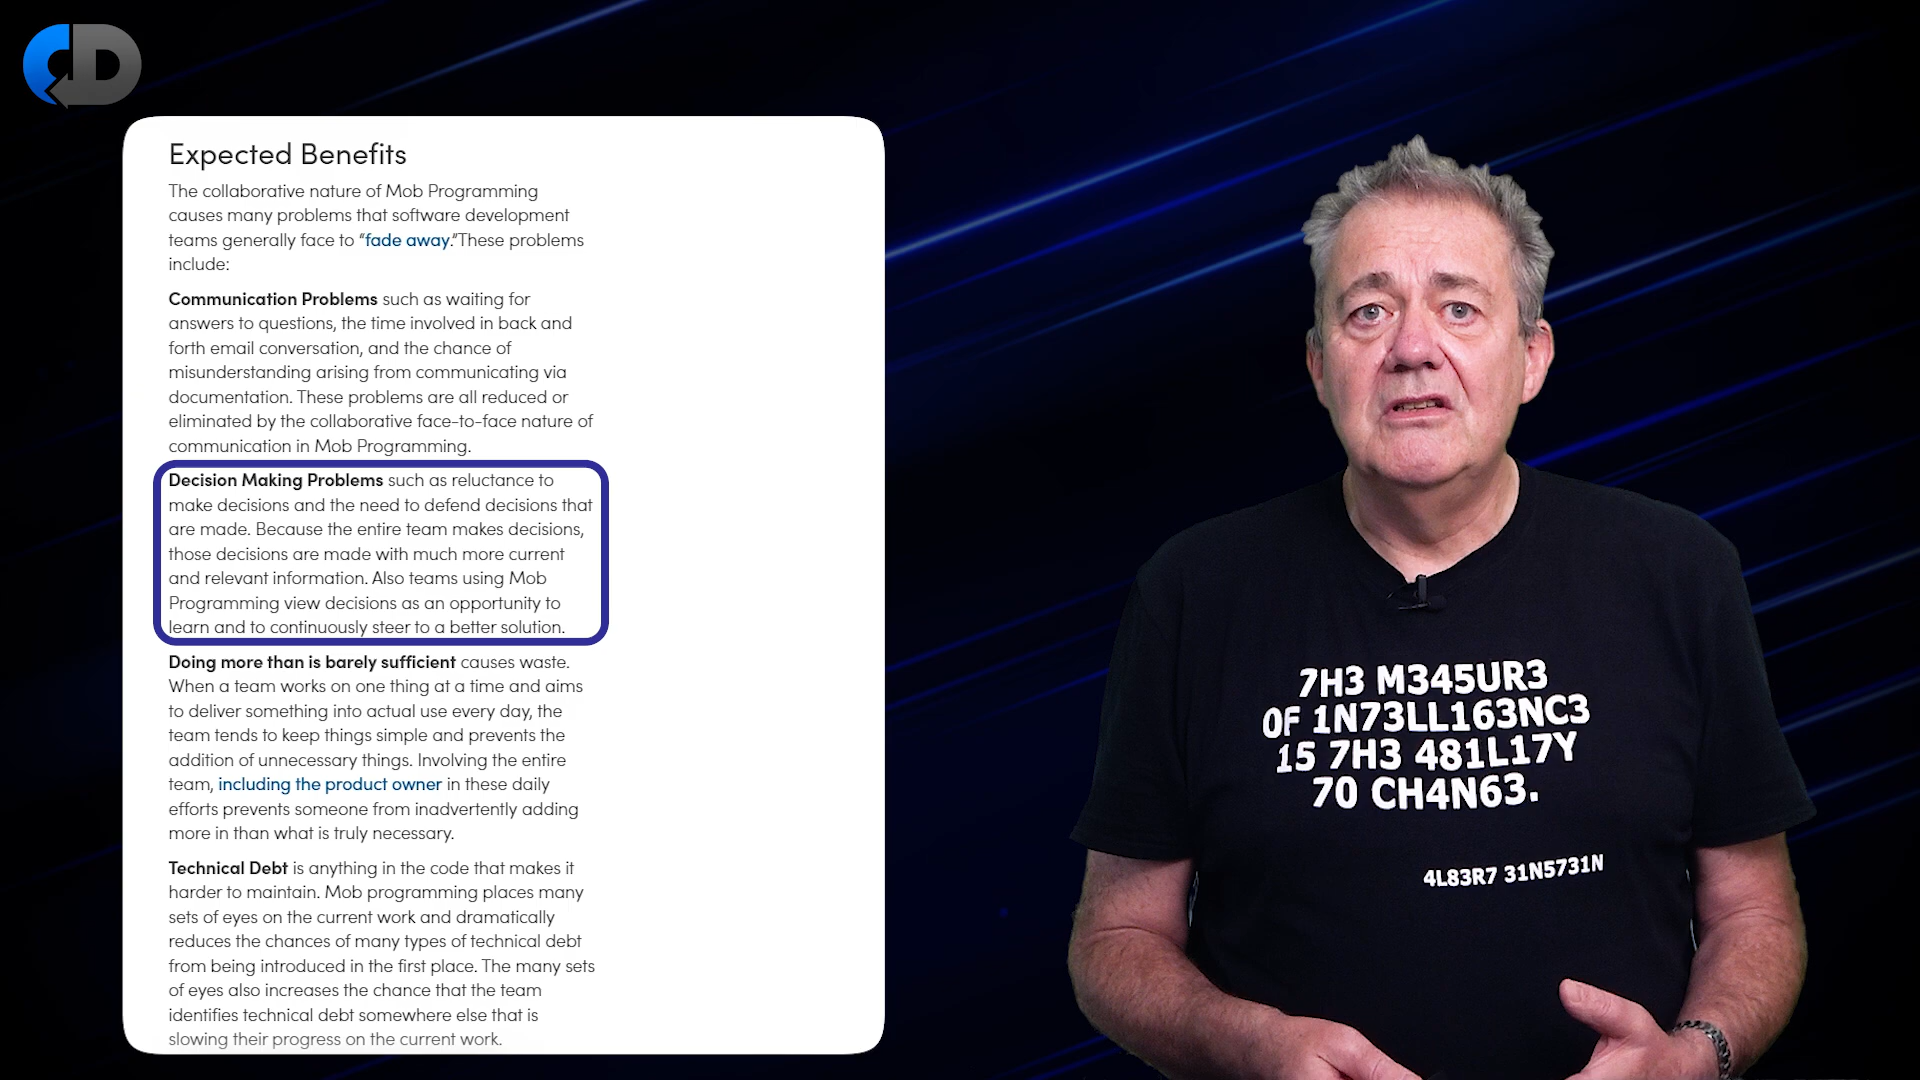 CD
Expected Benefits
The collaborative nature of Mob Programming
causes many problems that software development
teams generally face to “fade away.”These problems
include:
Communication Problems such as waiting for
answers to questions, the time involved in back and
forth email conversation, and the chance of
misunderstanding arising from communicating via
documentation. These problems are all reduced or
eliminated by the collaborative face-to-face nature of
communication in Mob Programming.
Decision Making Problems such as reluctance to
make decisions and the need to defend decisions that
are made. Because the entire team makes decisions,
those decisions are made with much more current
and relevant information. Also teams using Mob
Programming view decisions as an opportunity to
learn and to continuously steer to a better solution.
Doing more than is barely sufficient causes waste.
When a team works on one thing at a time and aims
to deliver something into actual use every day, the
team tends to keep things simple and prevents the
addition of unnecessary things. Involving the entire
team, including the product owner in these daily
efforts prevents someone from inadvertently adding
more in than what is truly necessary.
Technical Debt is anything in the code that makes it
harder to maintain. Mob programming places many
sets of eyes on the current work and dramatically
reduces the chances of many types of technical debt
from being introduced in the first place. The many sets
of eyes also increases the chance that the team
identifies technical debt somewhere else that is
slowing their progress on the current work.
7H3 M345UR3
0F 1N73LL163NC3
15 7H3 481L17Y
70 CH4N63.
4L83R7 31N5731N